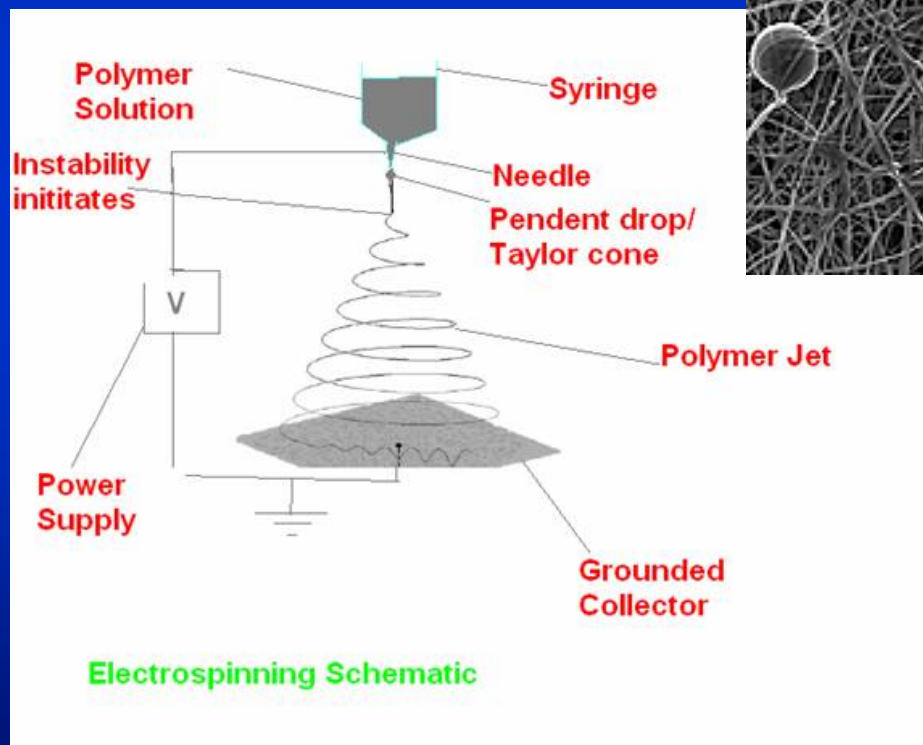 Polymer
Solution
Syringe
Instability
inititates
Needle
Pendent drop/
Taylor cone
V
Polymer Jet
Power
Supply
Grounded
Collector
Electrospinning Schematic